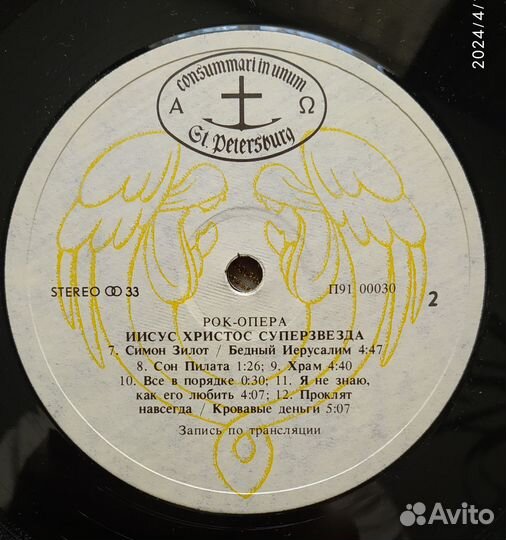 2024/4/
consummari in unum
Α Ω
St. Petersburg
STEREO 33
П91 00030
2
РОК-ОПЕРА
ИИСУС ХРИСТОС СУПЕРЗВЕЗДА
7. Симон Зилот / Бедный Иерусалим 4:47
8. Сон Пилата 1:26; 9. Храм 4:40
10. Все в порядке 0:30; 11. Я не знаю,
как его любить 4:07; 12. Проклят
навсегда / Кровавые деньги 5:07
Запись по трансляции
Avito